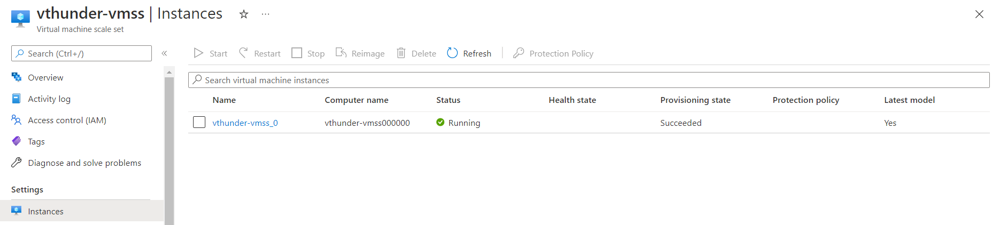 vthunder-vmss | Instances ☆ ...
Virtual machine scale set
Search (Ctrl+/) «
Overview
Activity log
Access control (IAM)
Tags
Diagnose and solve problems
Settings
Instances
Start Restart Stop Reimage Delete Refresh Protection Policy
Search virtual machine instances
Name Computer name Status Health state Provisioning state Protection policy Latest model
vthunder-vmss_0 vthunder-vmss000000 Running Succeeded Yes